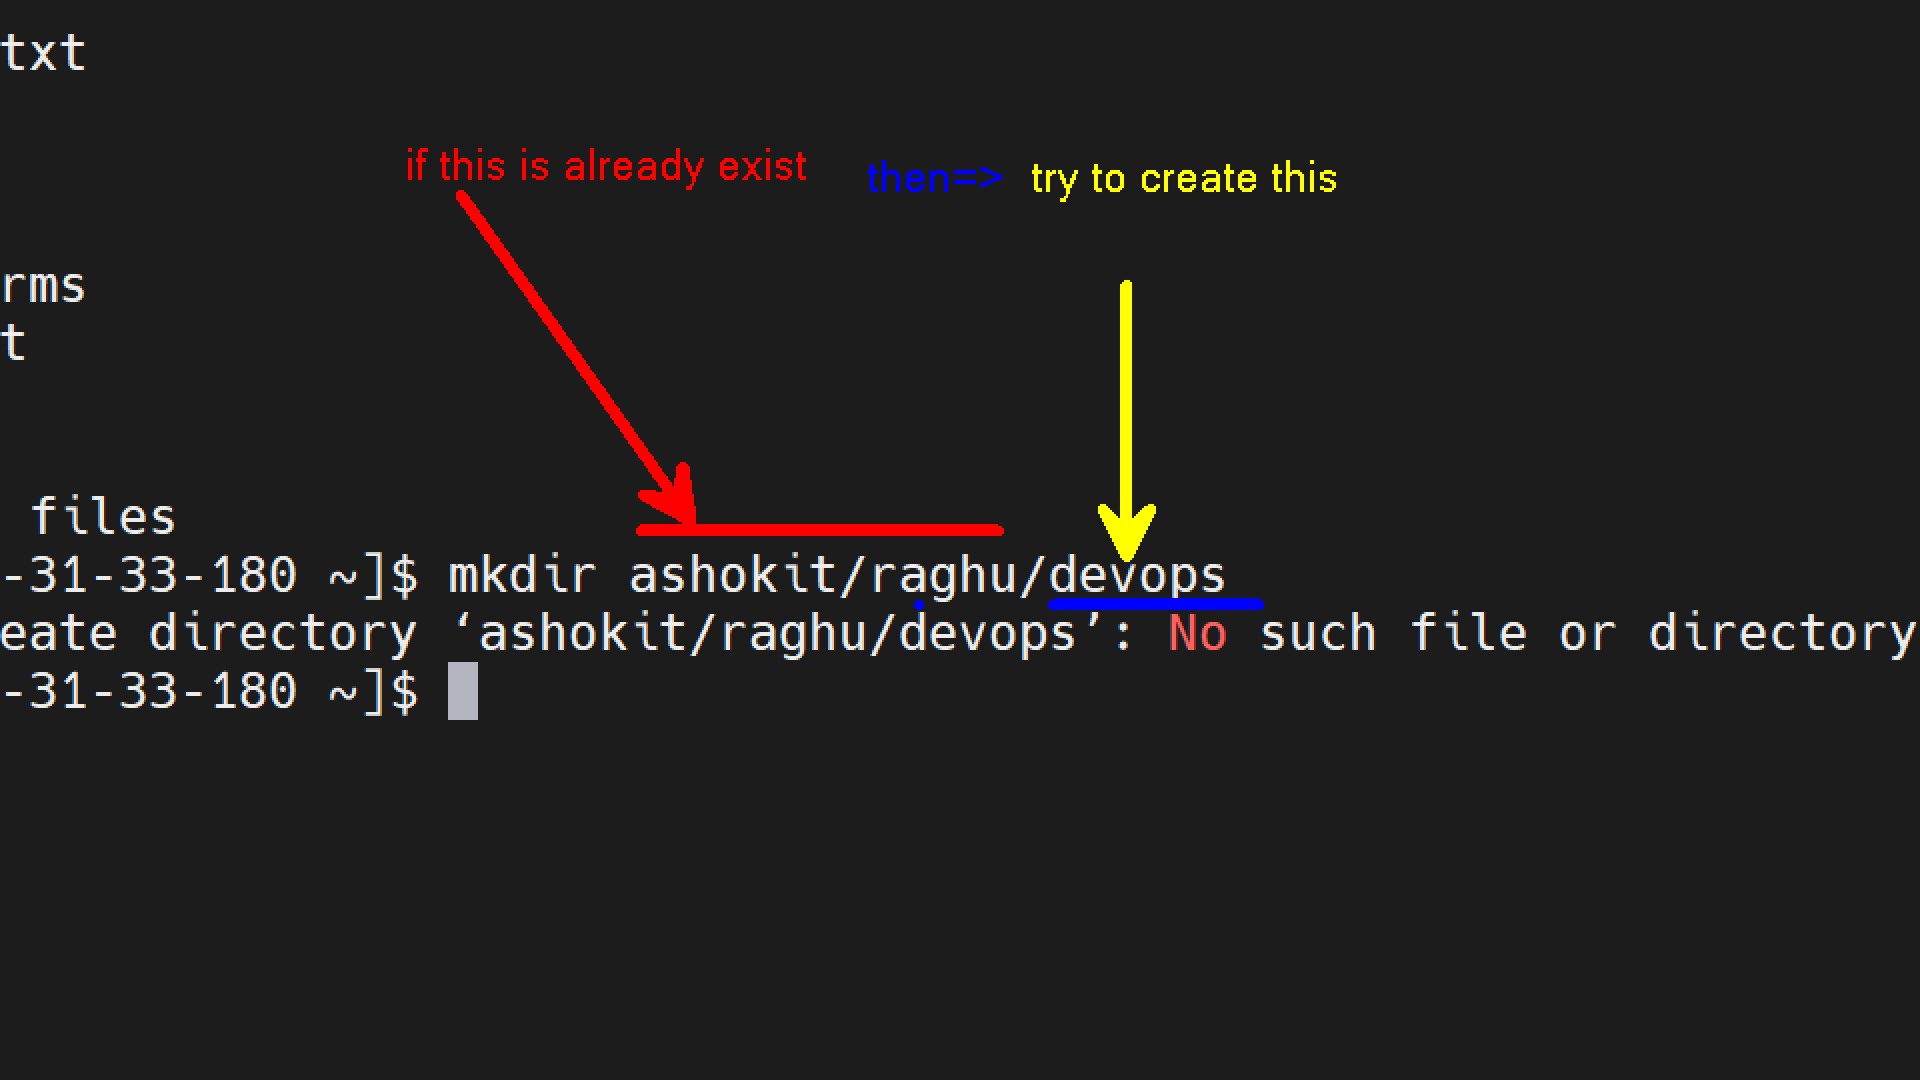 txt
if this is already exist then=> try to create this
rms
t
files
-31-33-180 ~]$ mkdir ashokit/raghu/devops
eate directory ‘ashokit/raghu/devops’: No such file or directory
-31-33-180 ~]$